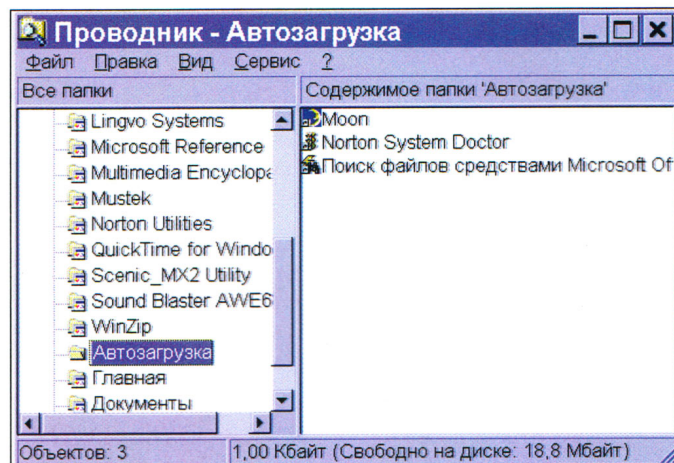 Проводник - Автозагрузка
Файл Правка Вид Сервис ?
Все папки
Содержимое папки 'Автозагрузка'
Lingvo Systems
Microsoft Reference
Multimedia Encyclopa
Mustek
Norton Utilities
QuickTime for Windo
Scenic_MX2 Utility
Sound Blaster AWE6
WinZip
Автозагрузка
Главная
Документы
Moon
Norton System Doctor
Поиск файлов средствами Microsoft Of
Объектов: 3
1,00 Кбайт (Свободно на диске: 18,8 Мбайт)